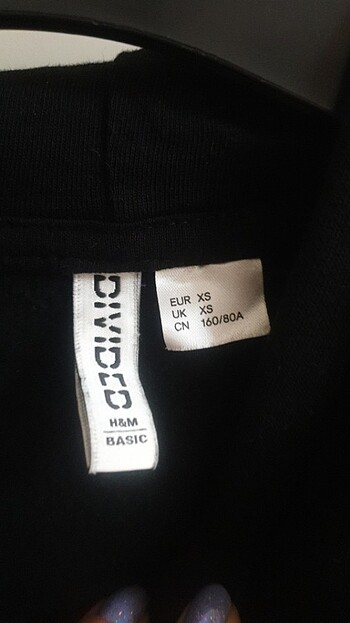 DIVIDED
H&M
BASIC
EUR XS
UK XS
CN 160/80A